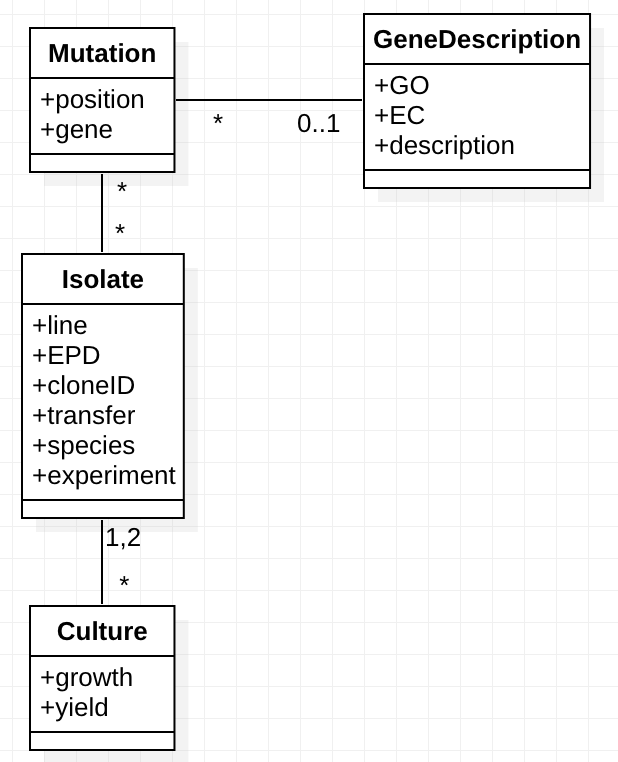 Mutation
+position
+gene
GeneDescription
+GO
+EC
+description
*
0..1
*
*
Isolate
+line
+EPD
+cloneID
+transfer
+species
+experiment
1,2
*
Culture
+growth
+yield